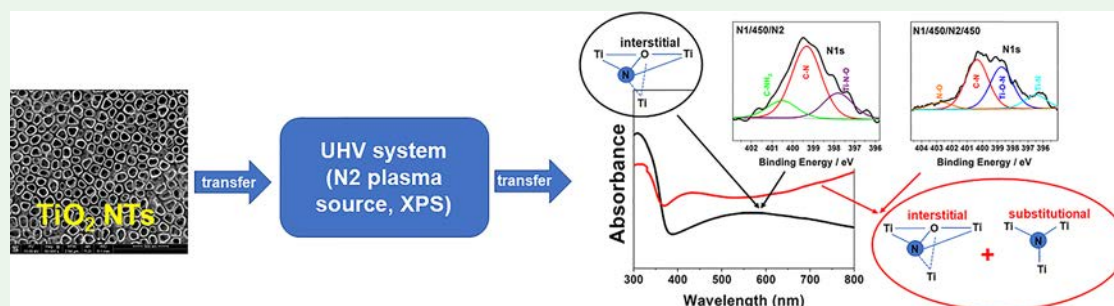 TiO2 NTs
transfer
UHV system
(N2 plasma
source, XPS)
transfer
interstitial
Ti
O
Ti
N
Ti
N1/450/N2
N1s
C-NH2
C-N
Ti-N-O
402 401 400 399 398 397 396
Binding Energy / eV
N1/450/N2/450
N1s
N-O
C-N
Ti-O-N
Ti-N
404 403 402 401 400 399 398 397 396
Binding Energy / eV
Absorbance
300 400 500 600 700 800
Wavelength (nm)
interstitial
substitutional
Ti
O
Ti
N
Ti
+
Ti
Ti
N
Ti